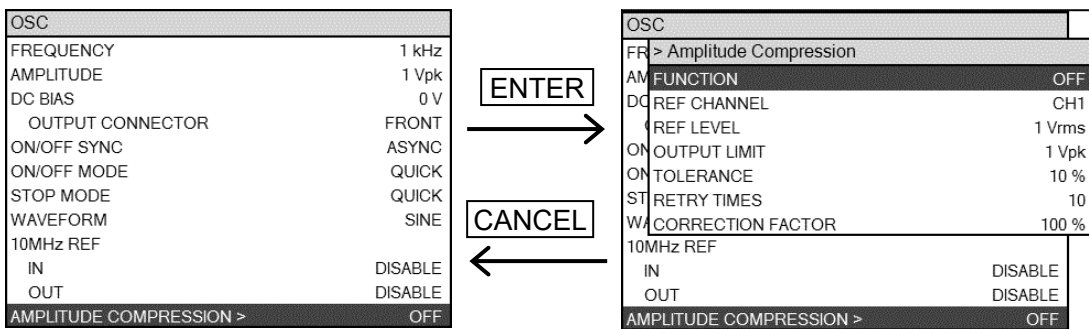 OSC
FREQUENCY 1 kHz
AMPLITUDE 1 Vpk
DC BIAS 0 V
OUTPUT CONNECTOR FRONT
ON/OFF SYNC ASYNC
ON/OFF MODE QUICK
STOP MODE QUICK
WAVEFORM SINE
10MHz REF
IN DISABLE
OUT DISABLE
AMPLITUDE COMPRESSION > OFF
ENTER
CANCEL
OSC
FR
> Amplitude Compression
AM
FUNCTION OFF
DC
REF CHANNEL CH1
REF LEVEL 1 Vrms
ON
OUTPUT LIMIT 1 Vpk
ON
TOLERANCE 10 %
ST
RETRY TIMES 10
WA
CORRECTION FACTOR 100 %
10MHz REF
IN DISABLE
OUT DISABLE
AMPLITUDE COMPRESSION > OFF